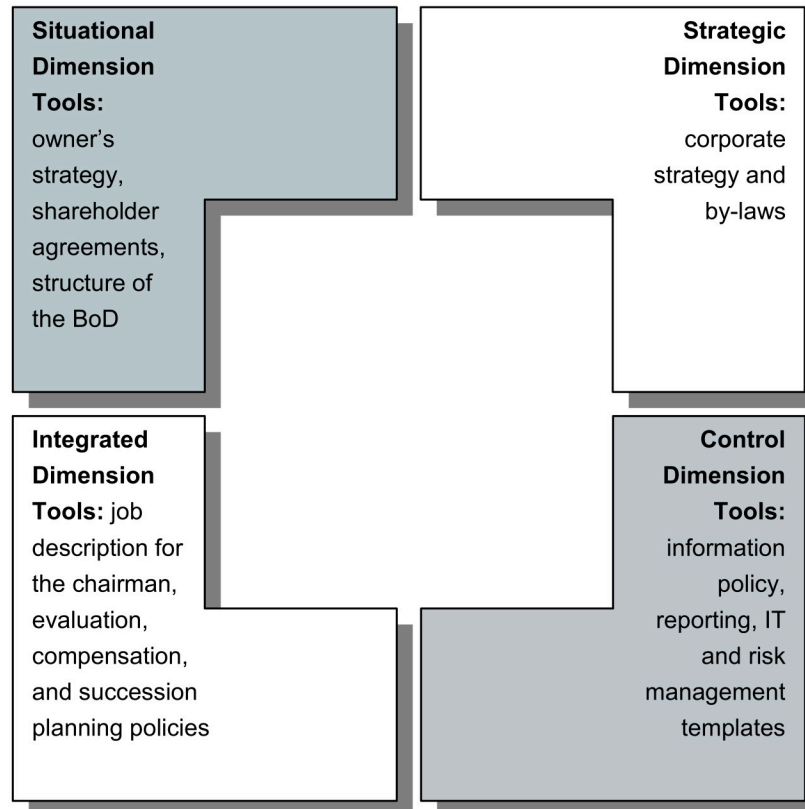 Situational
Dimension
Tools:
owner’s
strategy,
shareholder
agreements,
structure of
the BoD
Strategic
Dimension
Tools:
corporate
strategy and
by-laws
Integrated
Dimension
Tools: job
description for
the chairman,
evaluation,
compensation,
and succession
planning policies
Control
Dimension
Tools:
information
policy,
reporting, IT
and risk
management
templates